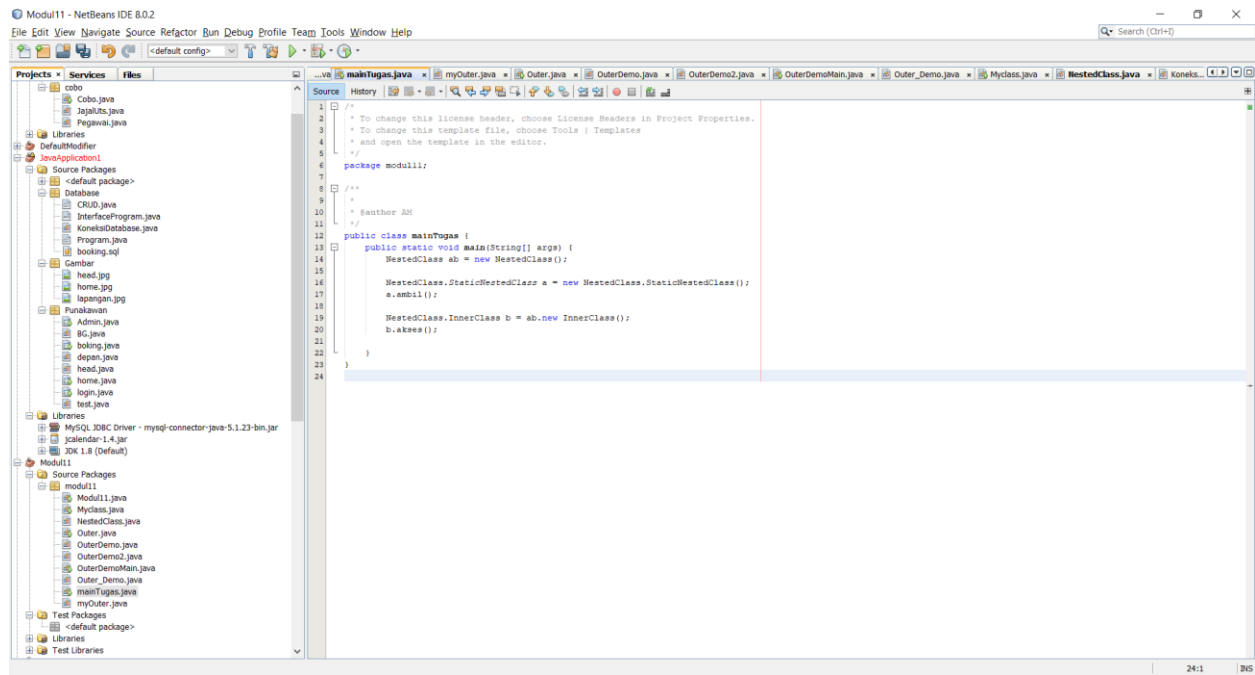 Modul11 - NetBeans IDE 8.0.2
File Edit View Navigate Source Refactor Run Debug Profile Team Tools Window Help
Search (Ctrl+I)
<default config>
Projects × Services Files
cobo
Cobo.java
JajalUts.java
Pegawai.java
Libraries
DefaultModifier
JavaApplication1
Source Packages
<default package>
Database
CRUD.java
InterfaceProgram.java
KoneksiDatabase.java
Program.java
booking.sql
Gambar
head.jpg
home.jpg
lapangan.jpg
Punakawan
Admin.java
BG.java
boking.java
depan.java
head.java
home.java
login.java
test.java
Libraries
MySQL JDBC Driver - mysql-connector-java-5.1.23-bin.jar
jcalendar-1.4.jar
JDK 1.8 (Default)
Modul11
Source Packages
modul11
Modul11.java
Myclass.java
NestedClass.java
Outer.java
OuterDemo.java
OuterDemo2.java
OuterDemoMain.java
Outer_Demo.java
mainTugas.java
myOuter.java
Test Packages
<default package>
Libraries
Test Libraries
...va mainTugas.java × myOuter.java × Outer.java × OuterDemo.java × OuterDemo2.java × OuterDemoMain.java × Outer_Demo.java × Myclass.java × NestedClass.java × Koneks...
Source History
1 /*
2 * To change this license header, choose License Headers in Project Properties.
3 * To change this template file, choose Tools | Templates
4 * and open the template in the editor.
5 */
6 package modul11;
7
8 /**
9 *
10 * @author AM
11 */
12 public class mainTugas {
13 public static void main(String[] args) {
14 NestedClass ab = new NestedClass();
15
16 NestedClass.StaticNestedClass a = new NestedClass.StaticNestedClass();
17 a.ambil();
18
19 NestedClass.InnerClass b = ab.new InnerClass();
20 b.akses();
21
22 }
23 }
24
24:1 INS